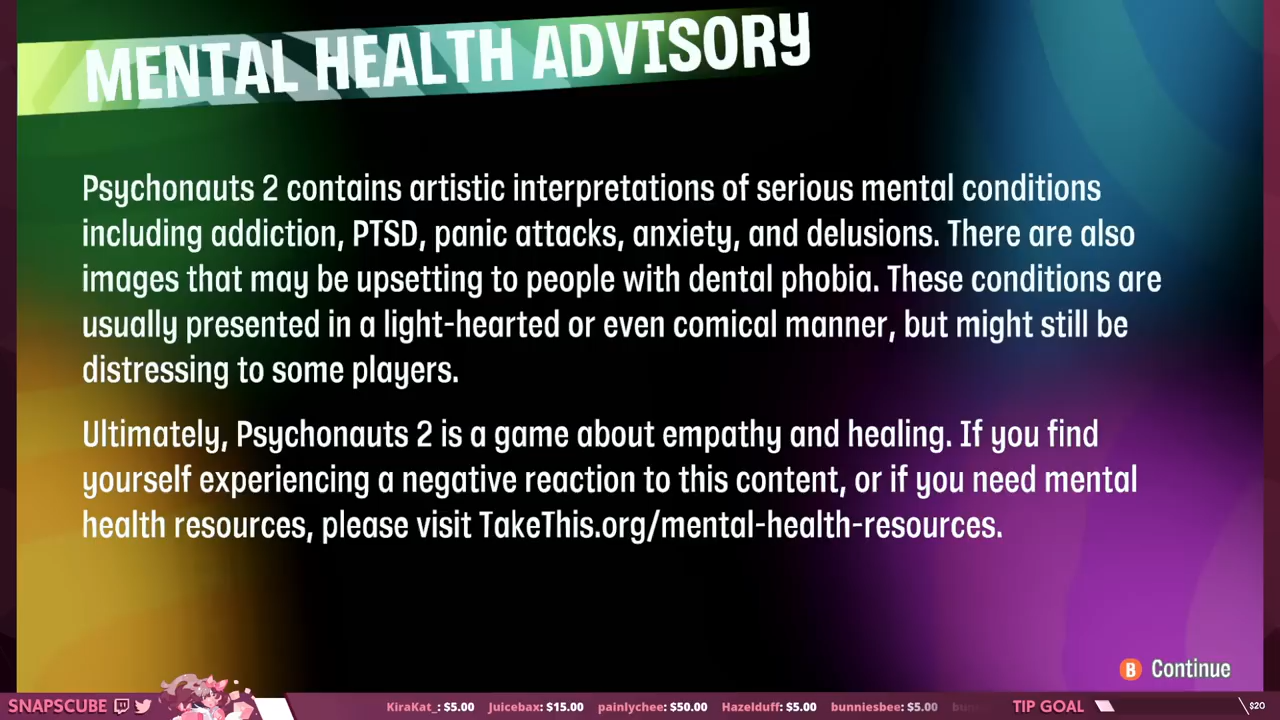 MENTAL HEALTH ADVISORY
Psychonauts 2 contains artistic interpretations of serious mental conditions
including addiction, PTSD, panic attacks, anxiety, and delusions. There are also
images that may be upsetting to people with dental phobia. These conditions are
usually presented in a light-hearted or even comical manner, but might still be
distressing to some players.
Ultimately, Psychonauts 2 is a game about empathy and healing. If you find
yourself experiencing a negative reaction to this content, or if you need mental
health resources, please visit TakeThis.org/mental-health-resources.
B Continue
SNAPSCUBE KiraKat_: $5.00 Juicebax: $15.00 painlychee: $50.00 Hazelduff: $5.00 bunniesbee: $5.00 TIP GOAL $20